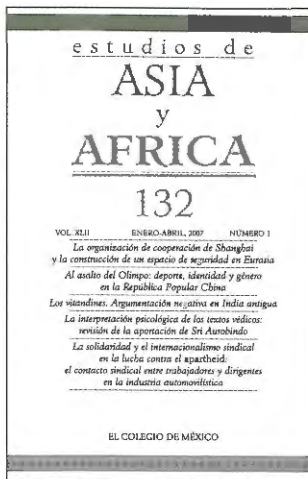 estudios de
ASIA
y
AFRICA
132
VOL. XLII ENERO-ABRIL, 2007 NÚMERO 1
La organización de cooperación de Shanghai
y la construcción de un espacio de seguridad en Eurasia
Al asalto del Olimpo: deporte, identidad y género
en la República Popular China
Los vitandines. Argumentación negativa en India antigua
La interpretación psicológica de los textos védicos:
revisión de la aportación de Sri Aurobindo
La solidaridad y el internacionalismo sindical
en la lucha contra el apartheid:
el contacto sindical entre trabajadores y dirigentes
en la industria automovilística
EL COLEGIO DE MÉXICO